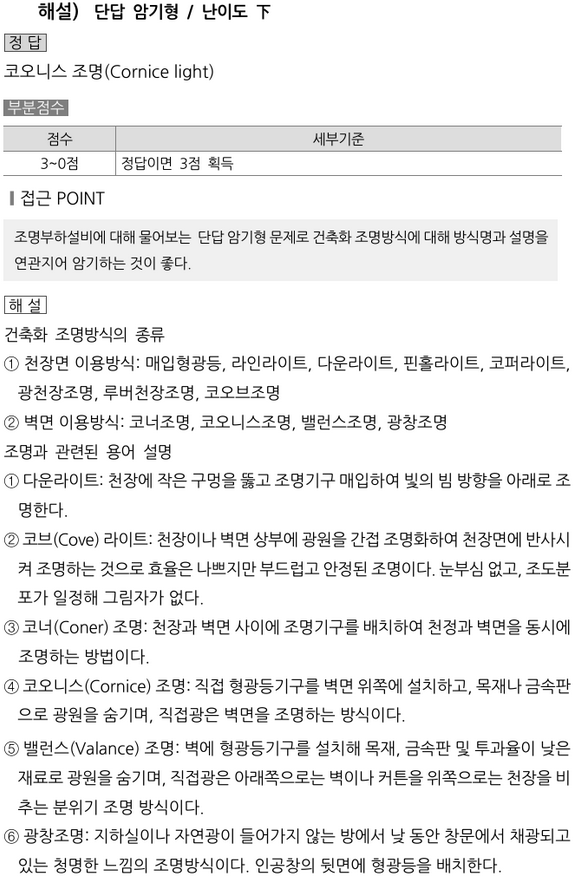 해설) 단답 암기형 / 난이도 下
정 답
코오니스 조명(Cornice light)
부분점수
점수 세부기준
3~0점 정답이면 3점 획득
접근 POINT
조명부하설비에 대해 물어보는 단답 암기형 문제로 건축화 조명방식에 대해 방식명과 설명을
연관지어 암기하는 것이 좋다.
해 설
건축화 조명방식의 종류
① 천장면 이용방식: 매입형광등, 라인라이트, 다운라이트, 핀홀라이트, 코퍼라이트,
광천장조명, 루버천장조명, 코오브조명
② 벽면 이용방식: 코너조명, 코오니스조명, 밸런스조명, 광창조명
조명과 관련된 용어 설명
① 다운라이트: 천장에 작은 구멍을 뚫고 조명기구 매입하여 빛의 빔 방향을 아래로 조
명한다.
② 코브(Cove) 라이트: 천장이나 벽면 상부에 광원을 간접 조명화하여 천장면에 반사시
켜 조명하는 것으로 효율은 나쁘지만 부드럽고 안정된 조명이다. 눈부심 없고, 조도분
포가 일정해 그림자가 없다.
③ 코너(Coner) 조명: 천장과 벽면 사이에 조명기구를 배치하여 천정과 벽면을 동시에
조명하는 방법이다.
④ 코오니스(Cornice) 조명: 직접 형광등기구를 벽면 위쪽에 설치하고, 목재나 금속판
으로 광원을 숨기며, 직접광은 벽면을 조명하는 방식이다.
⑤ 밸런스(Valance) 조명: 벽에 형광등기구를 설치해 목재, 금속판 및 투과율이 낮은
재료로 광원을 숨기며, 직접광은 아래쪽으로는 벽이나 커튼을 위쪽으로는 천장을 비
추는 분위기 조명 방식이다.
⑥ 광창조명: 지하실이나 자연광이 들어가지 않는 방에서 낮 동안 창문에서 채광되고
있는 청명한 느낌의 조명방식이다. 인공창의 뒷면에 형광등을 배치한다.